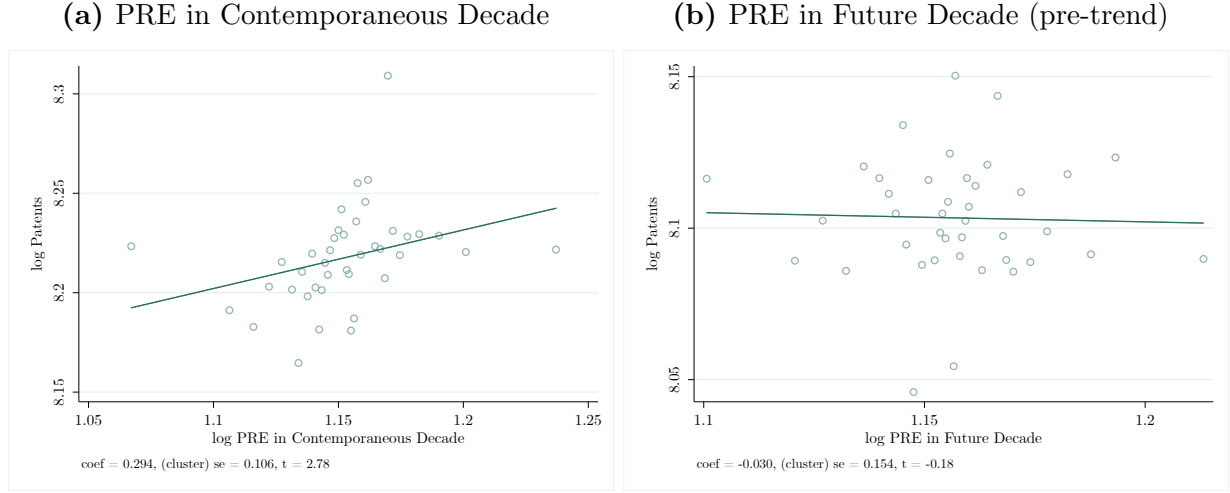 (a) PRE in Contemporaneous Decade
8.3
8.25
8.2
8.15
log Patents
1.05 1.1 1.15 1.2 1.25
log PRE in Contemporaneous Decade
coef = 0.294, (cluster) se = 0.106, t = 2.78
(b) PRE in Future Decade (pre-trend)
8.15
8.1
8.05
log Patents
1.1 1.15 1.2
log PRE in Future Decade
coef = -0.030, (cluster) se = 0.154, t = -0.18